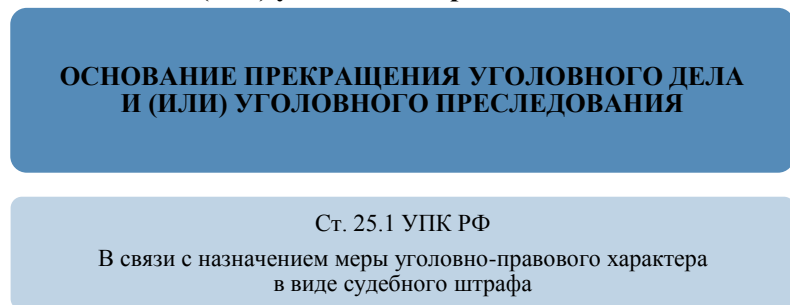 ОСНОВАНИЕ ПРЕКРАЩЕНИЯ УГОЛОВНОГО ДЕЛА
И (ИЛИ) УГОЛОВНОГО ПРЕСЛЕДОВАНИЯ
Ст. 25.1 УПК РФ
В связи с назначением меры уголовно-правового характера
в виде судебного штрафа